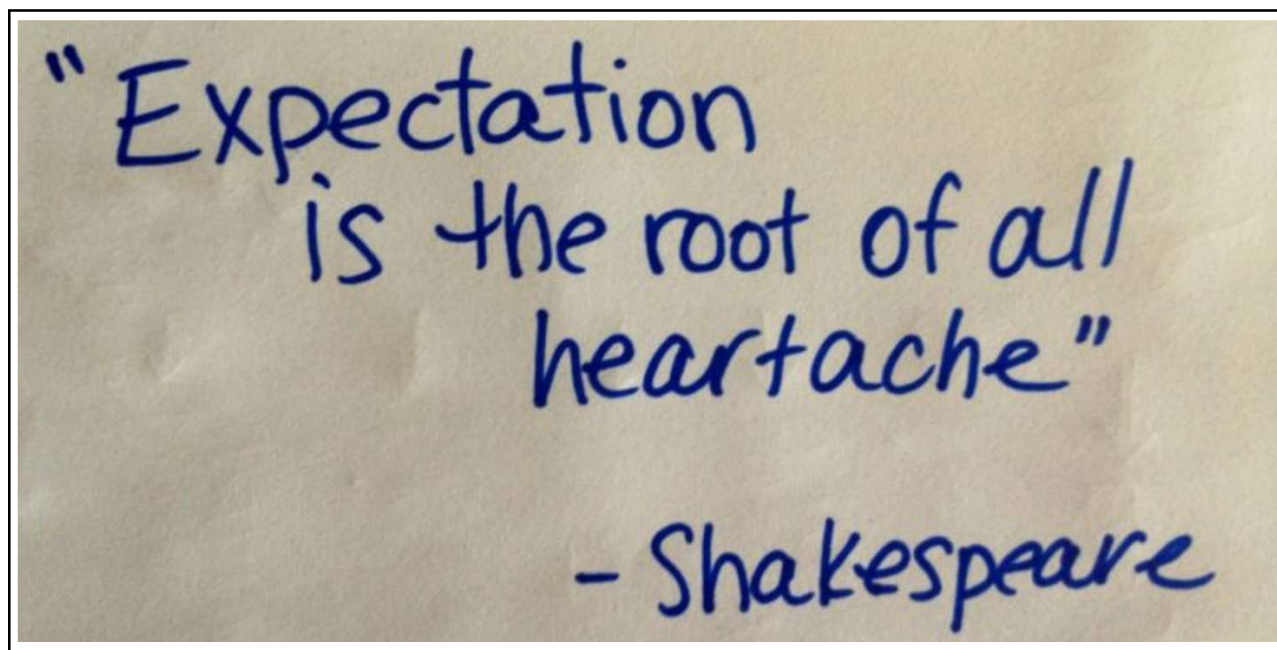 "Expectation
is the root of all
heartache"
- Shakespeare